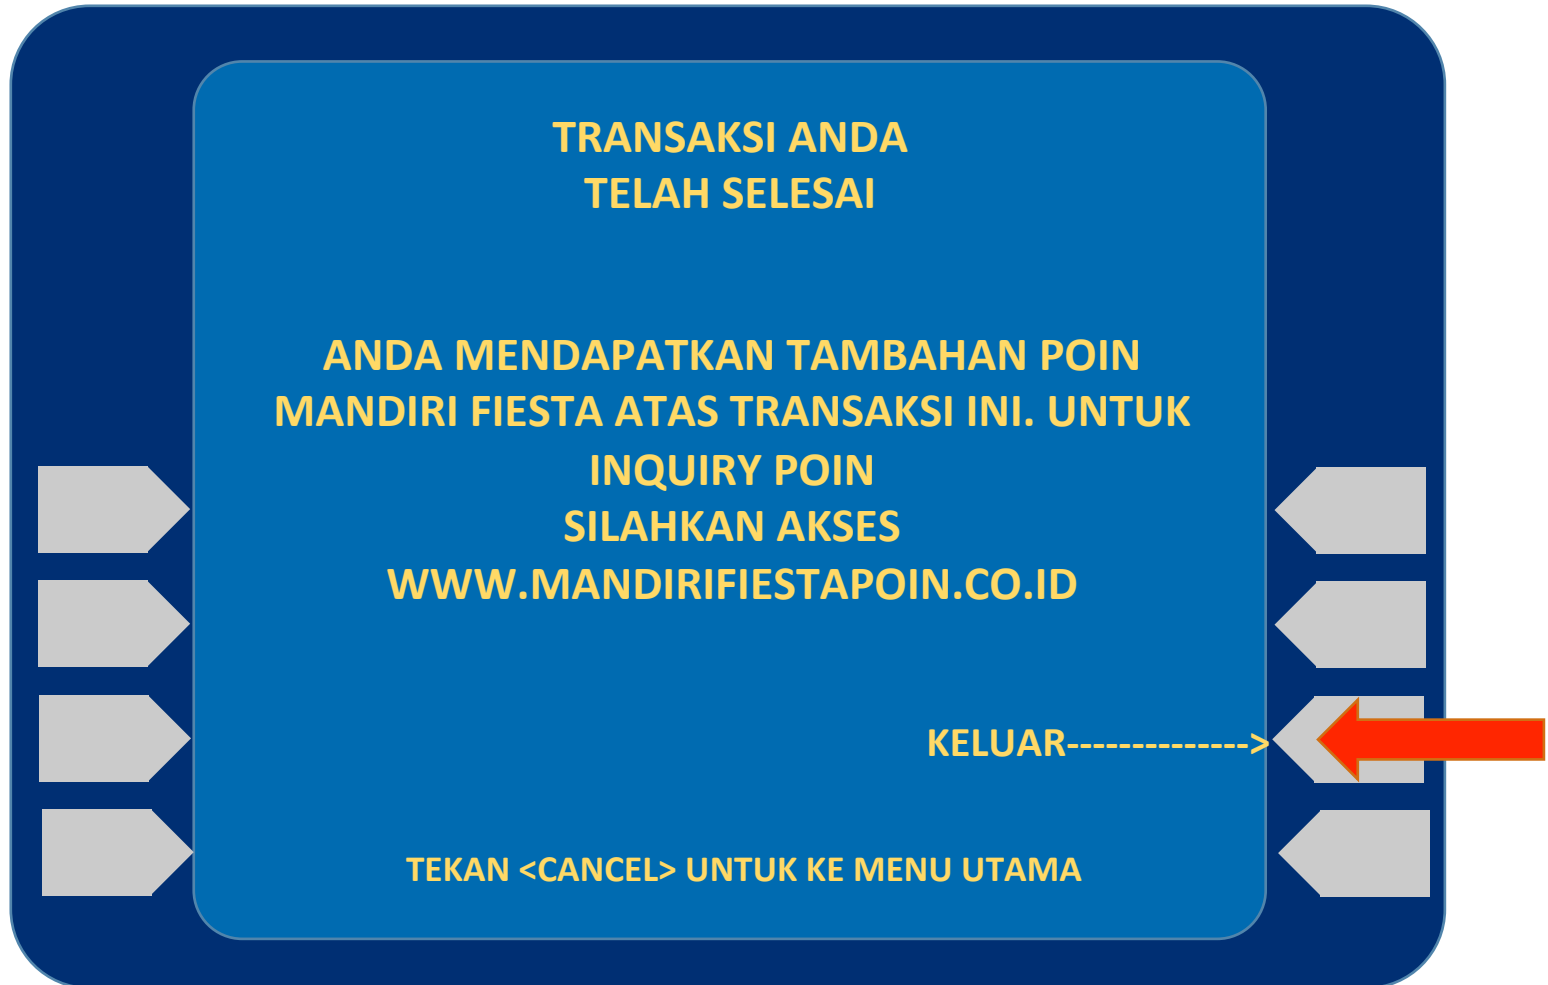 TRANSAKSI ANDA
TELAH SELESAI
ANDA MENDAPATKAN TAMBAHAN POIN
MANDIRI FIESTA ATAS TRANSAKSI INI. UNTUK
INQUIRY POIN
SILAHKAN AKSES
WWW.MANDIRIFIESTAPOIN.CO.ID
KELUAR-------------->
TEKAN <CANCEL> UNTUK KE MENU UTAMA